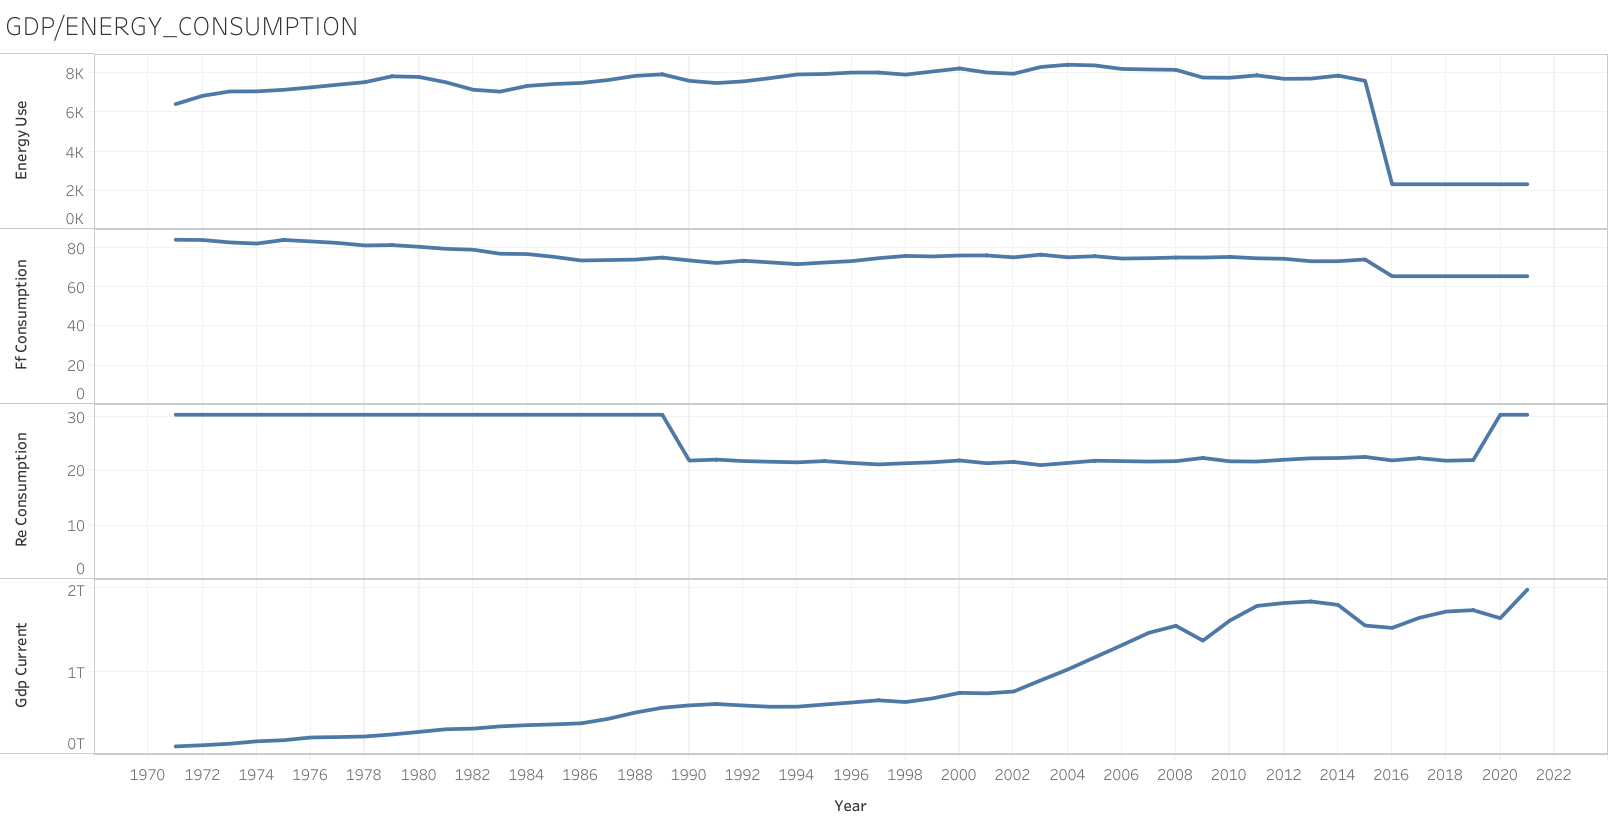 GDP/ENERGY_CONSUMPTION
Energy Use
8K
6K
4K
2K
0K
Ff Consumption
80
60
40
20
0
Re Consumption
30
20
10
0
Gdp Current
2T
1T
0T
1970 1972 1974 1976 1978 1980 1982 1984 1986 1988 1990 1992 1994 1996 1998 2000 2002 2004 2006 2008 2010 2012 2014 2016 2018 2020 2022
Year